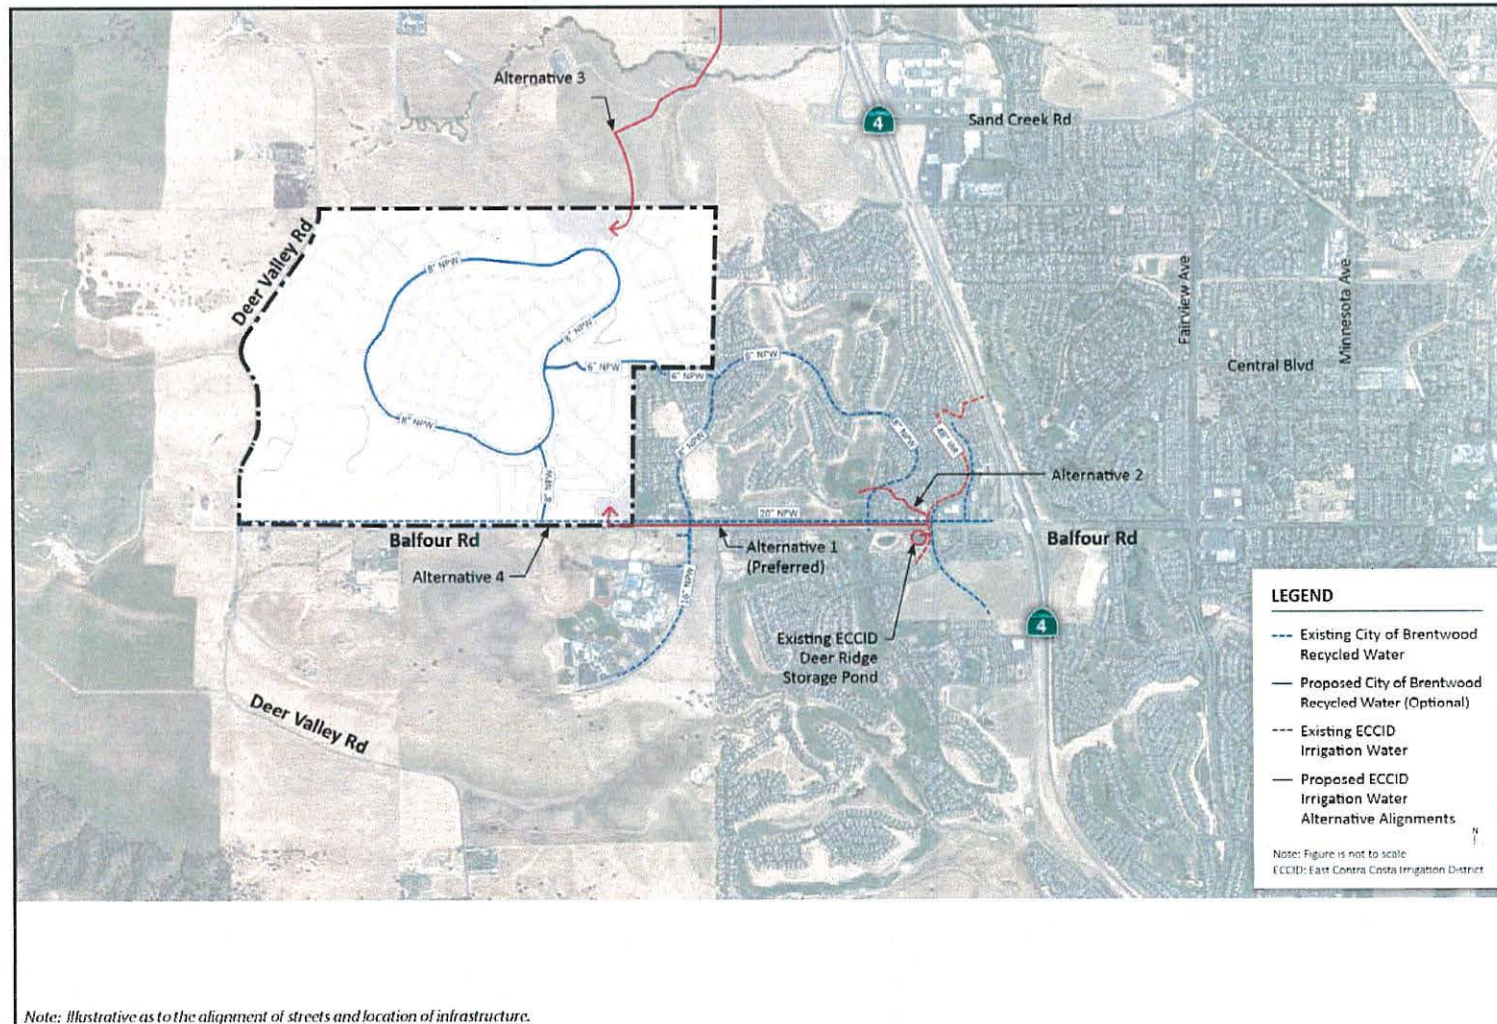 Alternative 3
4
Sand Creek Rd
Deer Valley Rd
8" NPW
8" NPW
6" NPW
6" NPW
8" NPW
8" NPW
Fairview Ave
Minnesota Ave
Central Blvd
8" NPW
Alternative 2
20" NPW
Balfour Rd
Alternative 4
Alternative 1
(Preferred)
Balfour Rd
Existing ECCID
Deer Ridge
Storage Pond
4
Deer Valley Rd
LEGEND
Existing City of Brentwood
Recycled Water
Proposed City of Brentwood
Recycled Water (Optional)
Existing ECCID
Irrigation Water
Proposed ECCID
Irrigation Water
Alternative Alignments
N
Note: Figure is not to scale
ECCID: East Contra Costa Irrigation District
Note: Illustrative as to the alignment of streets and location of infrastructure.